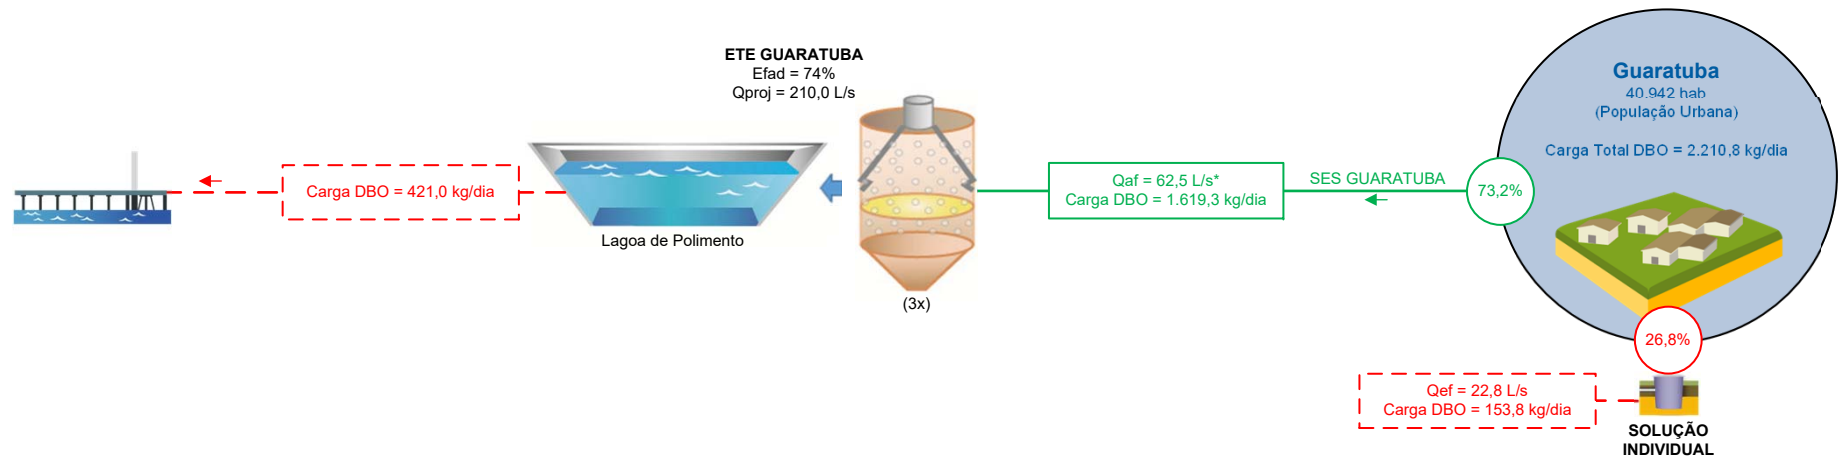 ETE GUARATUBA
Efad = 74%
Qproj = 210,0 L/s
Carga DBO = 421,0 kg/dia
Lagoa de Polimento
(3x)
Qaf = 62,5 L/s*
Carga DBO = 1.619,3 kg/dia
SES GUARATUBA
73,2%
Guaratuba
40.942 hab
(População Urbana)
Carga Total DBO = 2.210,8 kg/dia
26,8%
Qef = 22,8 L/s
Carga DBO = 153,8 kg/dia
SOLUÇÃO
INDIVIDUAL